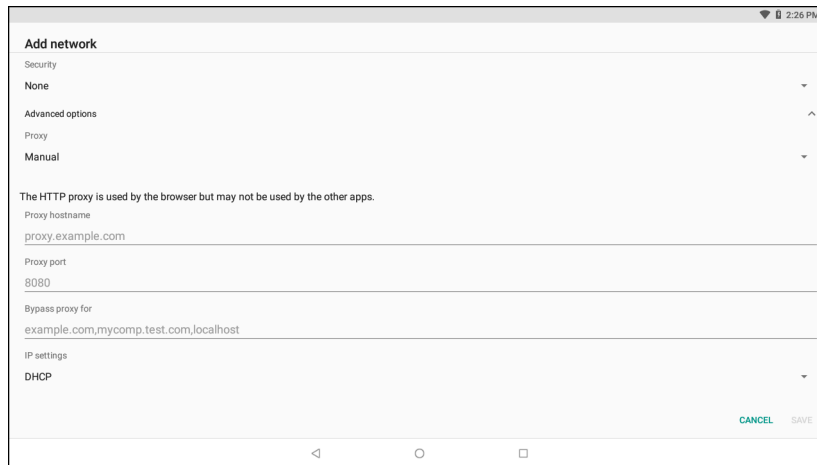 2:26 PM
Add network
Security
None
Advanced options
Proxy
Manual
The HTTP proxy is used by the browser but may not be used by the other apps.
Proxy hostname
proxy.example.com
Proxy port
8080
Bypass proxy for
example.com,mycomp.test.com,localhost
IP settings
DHCP
CANCEL SAVE